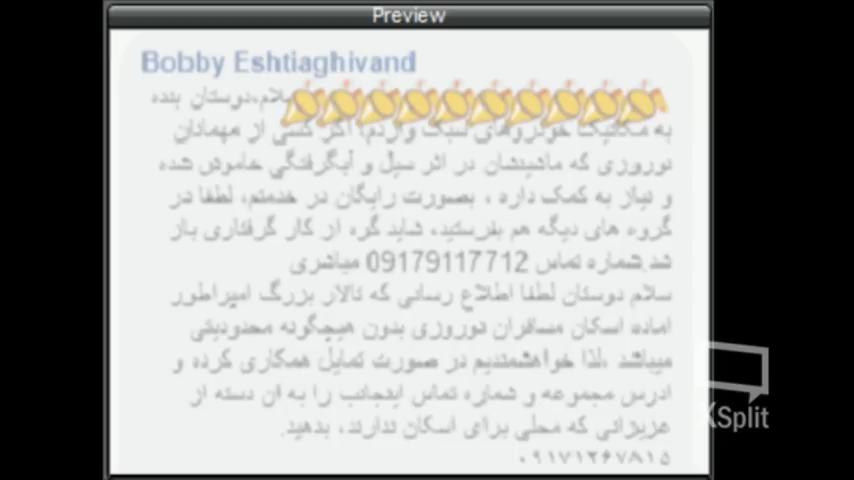 Preview
Bobby Eshtiaghivand
سلام،دوستان بنده
به مکانیک خودروهای سبک واردم، اگر کسی از مهمانان
نوروزی که ماشینشان در اثر سیل و آبگرفتگی خاموش شده
و نیاز به کمک داره ، بصورت رایگان در خدمتم، لطفا در
گروه های دیگه هم بفرستید، شاید گره از کار گرفتاری باز
شد.شماره تماس 09179117712 مباشری
سلام دوستان لطفا اطلاع رسانی که تالار بزرگ امپراطور
اماده اسکان مسافران نوروزی بدون هیچگونه محدودیتی
میباشد ،لذا خواهشمندیم در صورت تمایل همکاری کرده و
ادرس مجموعه و شماره تماس اینجانب را به ان دسته از
عزیزانی که محلی برای اسکان ندارند، بدهید.
۰۹۱۷۱۲۶۷۸۱۵
XSplit